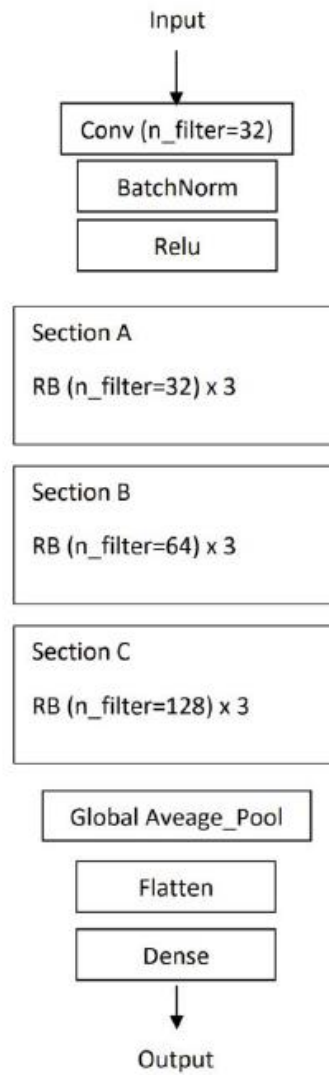 Input
Conv (n_filter=32)
BatchNorm
Relu
Section A
RB (n_filter=32) x 3
Section B
RB (n_filter=64) x 3
Section C
RB (n_filter=128) x 3
Global Aveage_Pool
Flatten
Dense
Output